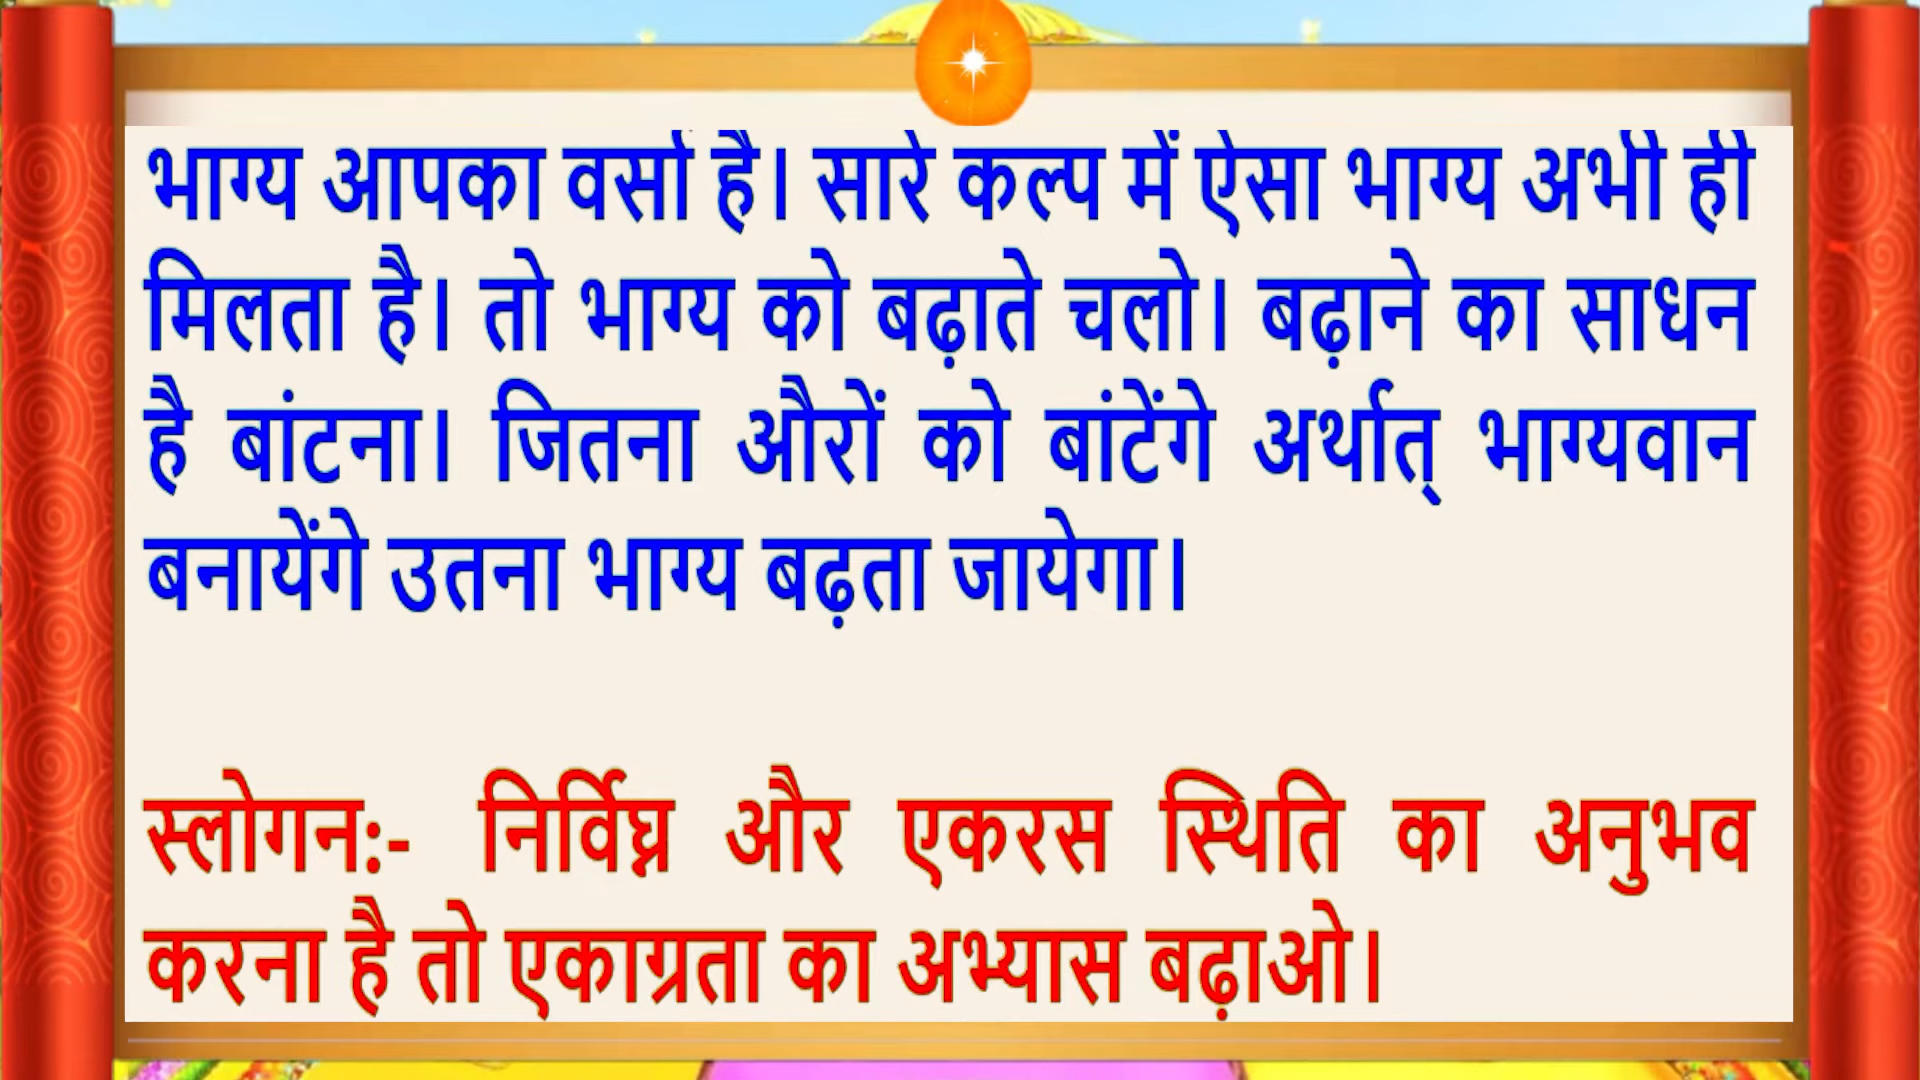 भाग्य आपका वर्सा है। सारे कल्प में ऐसा भाग्य अभी ही
मिलता है। तो भाग्य को बढ़ाते चलो। बढ़ाने का साधन
है बांटना। जितना औरों को बांटेंगे अर्थात् भाग्यवान
बनायेंगे उतना भाग्य बढ़ता जायेगा।
स्लोगन:- निर्विघ्न और एकरस स्थिति का अनुभव
करना है तो एकाग्रता का अभ्यास बढ़ाओ।